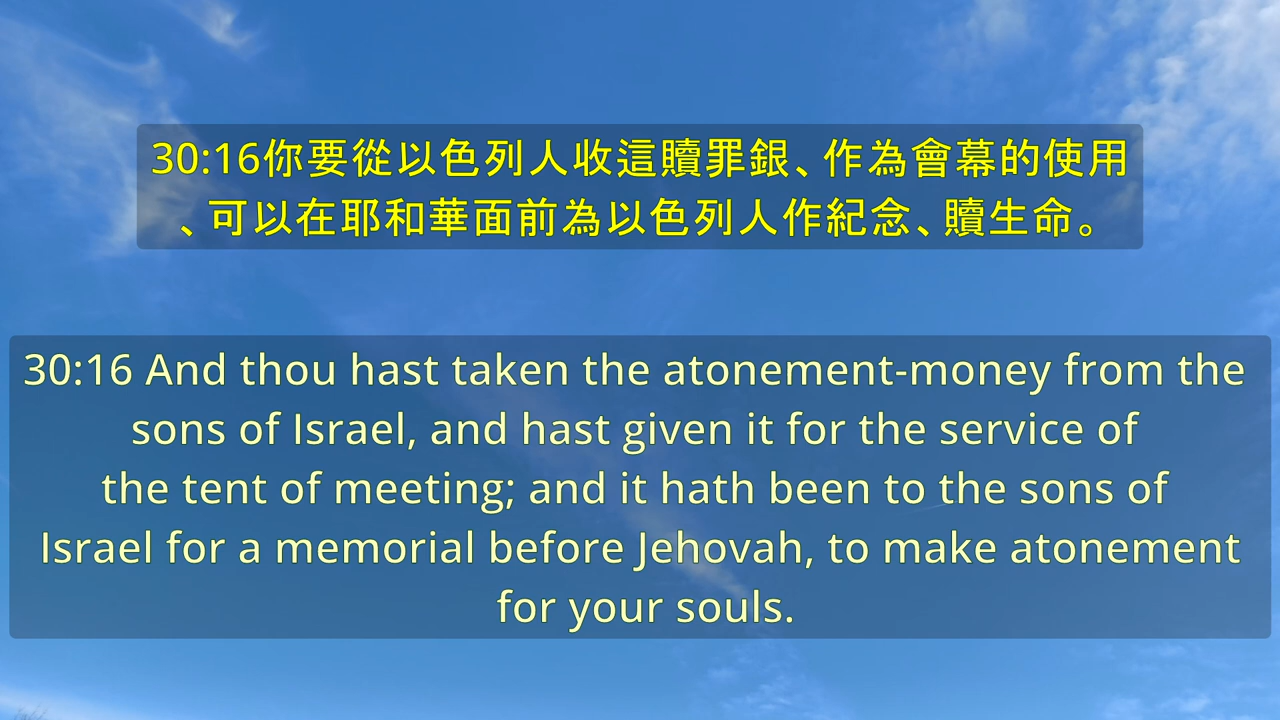 30:16你要從以色列人收這贖罪銀、作為會幕的使用
、可以在耶和華面前為以色列人作紀念、贖生命。
30:16 And thou hast taken the atonement-money from the
sons of Israel, and hast given it for the service of
the tent of meeting; and it hath been to the sons of
Israel for a memorial before Jehovah, to make atonement
for your souls.